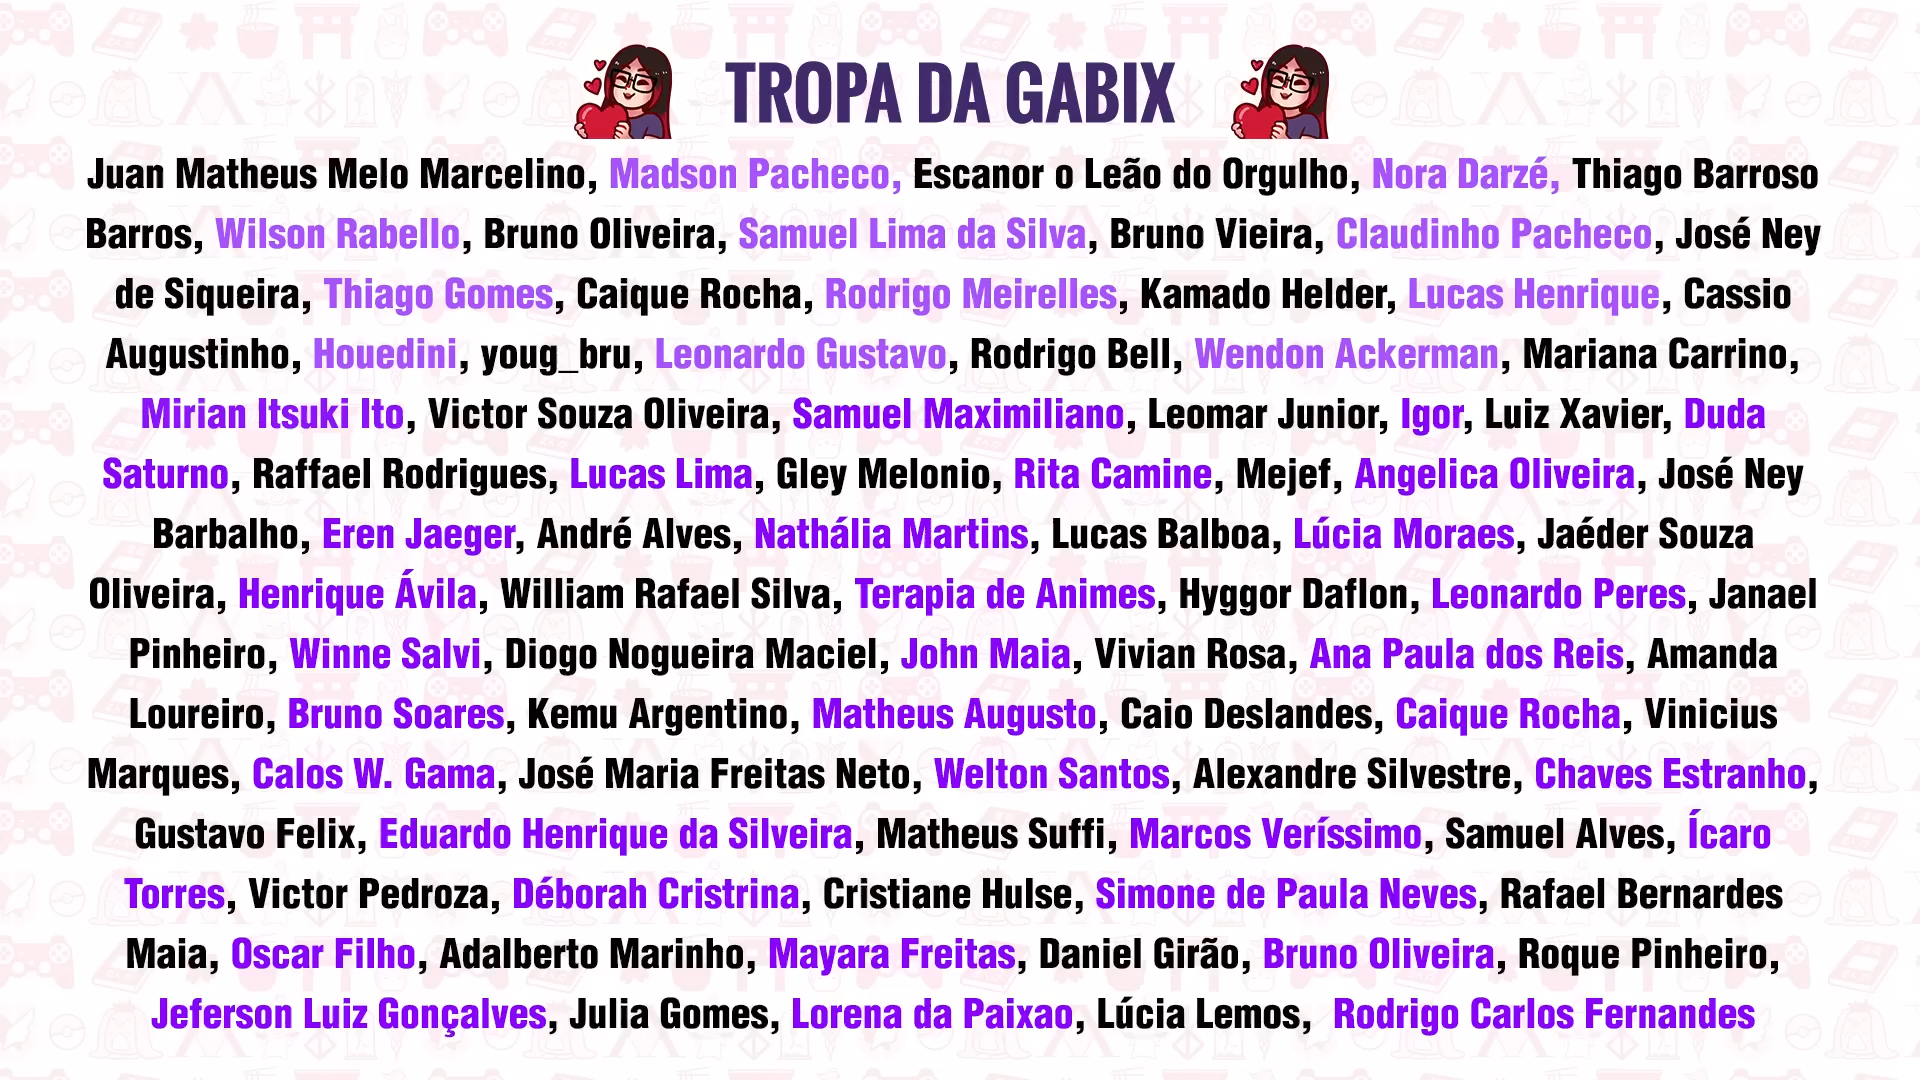 TROPA DA GABIX
Juan Matheus Melo Marcelino, Madson Pacheco, Escanor o Leão do Orgulho, Nora Darzé, Thiago Barroso
Barros, Wilson Rabello, Bruno Oliveira, Samuel Lima da Silva, Bruno Vieira, Claudinho Pacheco, José Ney
de Siqueira, Thiago Gomes, Caique Rocha, Rodrigo Meirelles, Kamado Helder, Lucas Henrique, Cassio
Augustinho, Houedini, youg_bru, Leonardo Gustavo, Rodrigo Bell, Wendon Ackerman, Mariana Carrino,
Mirian Itsuki Ito, Victor Souza Oliveira, Samuel Maximiliano, Leomar Junior, Igor, Luiz Xavier, Duda
Saturno, Raffael Rodrigues, Lucas Lima, Gley Melonio, Rita Camine, Mejef, Angelica Oliveira, José Ney
Barbalho, Eren Jaeger, André Alves, Nathália Martins, Lucas Balboa, Lúcia Moraes, Jaéder Souza
Oliveira, Henrique Ávila, William Rafael Silva, Terapia de Animes, Hyggor Daflon, Leonardo Peres, Janael
Pinheiro, Winne Salvi, Diogo Nogueira Maciel, John Maia, Vivian Rosa, Ana Paula dos Reis, Amanda
Loureiro, Bruno Soares, Kemu Argentino, Matheus Augusto, Caio Deslandes, Caique Rocha, Vinicius
Marques, Calos W. Gama, José Maria Freitas Neto, Welton Santos, Alexandre Silvestre, Chaves Estranho,
Gustavo Felix, Eduardo Henrique da Silveira, Matheus Suffi, Marcos Veríssimo, Samuel Alves, Ícaro
Torres, Victor Pedroza, Déborah Cristrina, Cristiane Hulse, Simone de Paula Neves, Rafael Bernardes
Maia, Oscar Filho, Adalberto Marinho, Mayara Freitas, Daniel Girão, Bruno Oliveira, Roque Pinheiro,
Jeferson Luiz Gonçalves, Julia Gomes, Lorena da Paixao, Lúcia Lemos, Rodrigo Carlos Fernandes